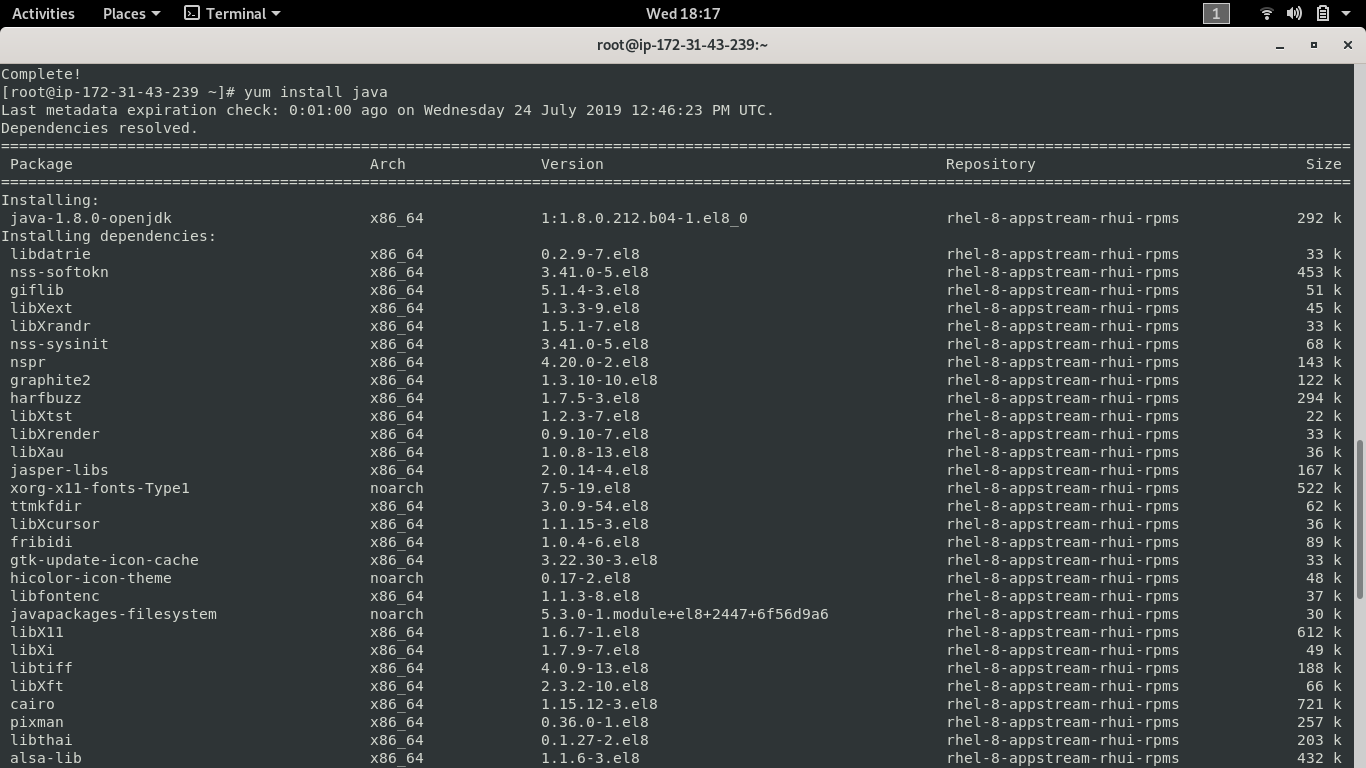 Activities Places Terminal Wed 18:17 1
root@ip-172-31-43-239:~
Complete!
[root@ip-172-31-43-239 ~]# yum install java
Last metadata expiration check: 0:01:00 ago on Wednesday 24 July 2019 12:46:23 PM UTC.
Dependencies resolved.
================================================================================
Package Arch Version Repository Size
================================================================================
Installing:
java-1.8.0-openjdk x86_64 1:1.8.0.212.b04-1.el8_0 rhel-8-appstream-rhui-rpms 292 k
Installing dependencies:
libdatrie x86_64 0.2.9-7.el8 rhel-8-appstream-rhui-rpms 33 k
nss-softokn x86_64 3.41.0-5.el8 rhel-8-appstream-rhui-rpms 453 k
giflib x86_64 5.1.4-3.el8 rhel-8-appstream-rhui-rpms 51 k
libXext x86_64 1.3.3-9.el8 rhel-8-appstream-rhui-rpms 45 k
libXrandr x86_64 1.5.1-7.el8 rhel-8-appstream-rhui-rpms 33 k
nss-sysinit x86_64 3.41.0-5.el8 rhel-8-appstream-rhui-rpms 68 k
nspr x86_64 4.20.0-2.el8 rhel-8-appstream-rhui-rpms 143 k
graphite2 x86_64 1.3.10-10.el8 rhel-8-appstream-rhui-rpms 122 k
harfbuzz x86_64 1.7.5-3.el8 rhel-8-appstream-rhui-rpms 294 k
libXtst x86_64 1.2.3-7.el8 rhel-8-appstream-rhui-rpms 22 k
libXrender x86_64 0.9.10-7.el8 rhel-8-appstream-rhui-rpms 33 k
libXau x86_64 1.0.8-13.el8 rhel-8-appstream-rhui-rpms 36 k
jasper-libs x86_64 2.0.14-4.el8 rhel-8-appstream-rhui-rpms 167 k
xorg-x11-fonts-Type1 noarch 7.5-19.el8 rhel-8-appstream-rhui-rpms 522 k
ttmkfdir x86_64 3.0.9-54.el8 rhel-8-appstream-rhui-rpms 62 k
libXcursor x86_64 1.1.15-3.el8 rhel-8-appstream-rhui-rpms 36 k
fribidi x86_64 1.0.4-6.el8 rhel-8-appstream-rhui-rpms 89 k
gtk-update-icon-cache x86_64 3.22.30-3.el8 rhel-8-appstream-rhui-rpms 33 k
hicolor-icon-theme noarch 0.17-2.el8 rhel-8-appstream-rhui-rpms 48 k
libfontenc x86_64 1.1.3-8.el8 rhel-8-appstream-rhui-rpms 37 k
javapackages-filesystem noarch 5.3.0-1.module+el8+2447+6f56d9a6 rhel-8-appstream-rhui-rpms 30 k
libX11 x86_64 1.6.7-1.el8 rhel-8-appstream-rhui-rpms 612 k
libXi x86_64 1.7.9-7.el8 rhel-8-appstream-rhui-rpms 49 k
libtiff x86_64 4.0.9-13.el8 rhel-8-appstream-rhui-rpms 188 k
libXft x86_64 2.3.2-10.el8 rhel-8-appstream-rhui-rpms 66 k
cairo x86_64 1.15.12-3.el8 rhel-8-appstream-rhui-rpms 721 k
pixman x86_64 0.36.0-1.el8 rhel-8-appstream-rhui-rpms 257 k
libthai x86_64 0.1.27-2.el8 rhel-8-appstream-rhui-rpms 203 k
alsa-lib x86_64 1.1.6-3.el8 rhel-8-appstream-rhui-rpms 432 k